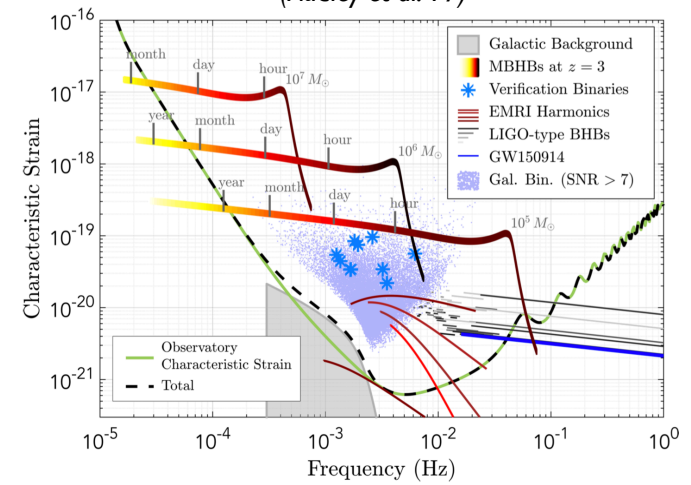 10^-16
10^-17
10^-18
10^-19
10^-20
10^-21
Characteristic Strain
month
day
hour
10^7 M_⊙
year
month
day
hour
10^6 M_⊙
year
month
day
hour
10^5 M_⊙
Galactic Background
MBHBs at z = 3
Verification Binaries
EMRI Harmonics
LIGO-type BHBs
GW150914
Gal. Bin. (SNR > 7)
Observatory
Characteristic Strain
Total
10^-5
10^-4
10^-3
10^-2
10^-1
10^0
Frequency (Hz)